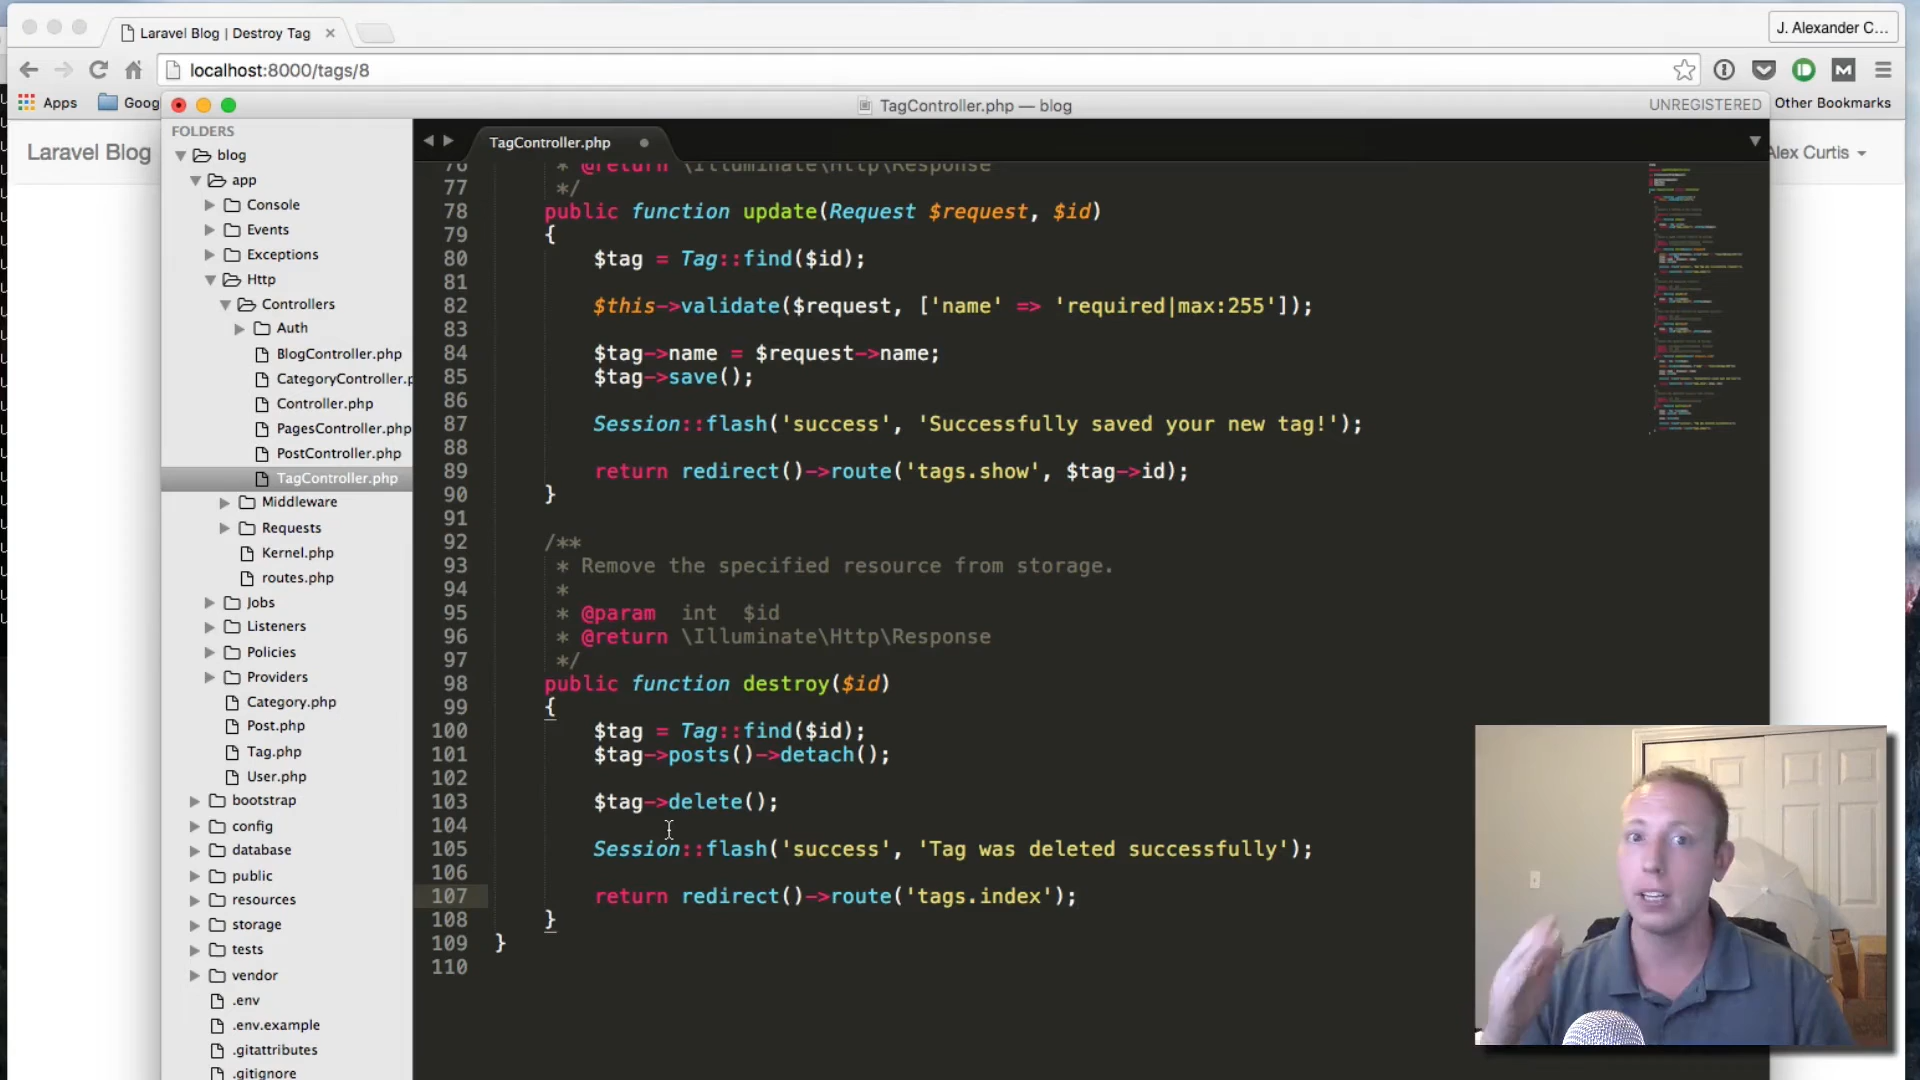 Laravel Blog | Destroy Tag
J. Alexander C...
localhost:8000/tags/8
Apps
Goog
TagController.php — blog
UNREGISTERED
Other Bookmarks
Laravel Blog
Alex Curtis
FOLDERS
blog
app
Console
Events
Exceptions
Http
Controllers
Auth
BlogController.php
CategoryController.p
Controller.php
PagesController.php
PostController.php
TagController.php
Middleware
Requests
Kernel.php
routes.php
Jobs
Listeners
Policies
Providers
Category.php
Post.php
Tag.php
User.php
bootstrap
config
database
public
resources
storage
tests
vendor
.env
.env.example
.gitattributes
.gitignore
TagController.php
76 * @return \Illuminate\Http\Response
77 */
78 public function update(Request $request, $id)
79 {
80 $tag = Tag::find($id);
81
82 $this->validate($request, ['name' => 'required|max:255']);
83
84 $tag->name = $request->name;
85 $tag->save();
86
87 Session::flash('success', 'Successfully saved your new tag!');
88
89 return redirect()->route('tags.show', $tag->id);
90 }
91
92 /**
93 * Remove the specified resource from storage.
94 *
95 * @param int $id
96 * @return \Illuminate\Http\Response
97 */
98 public function destroy($id)
99 {
100 $tag = Tag::find($id);
101 $tag->posts()->detach();
102
103 $tag->delete();
104
105 Session::flash('success', 'Tag was deleted successfully');
106
107 return redirect()->route('tags.index');
108 }
109 }
110